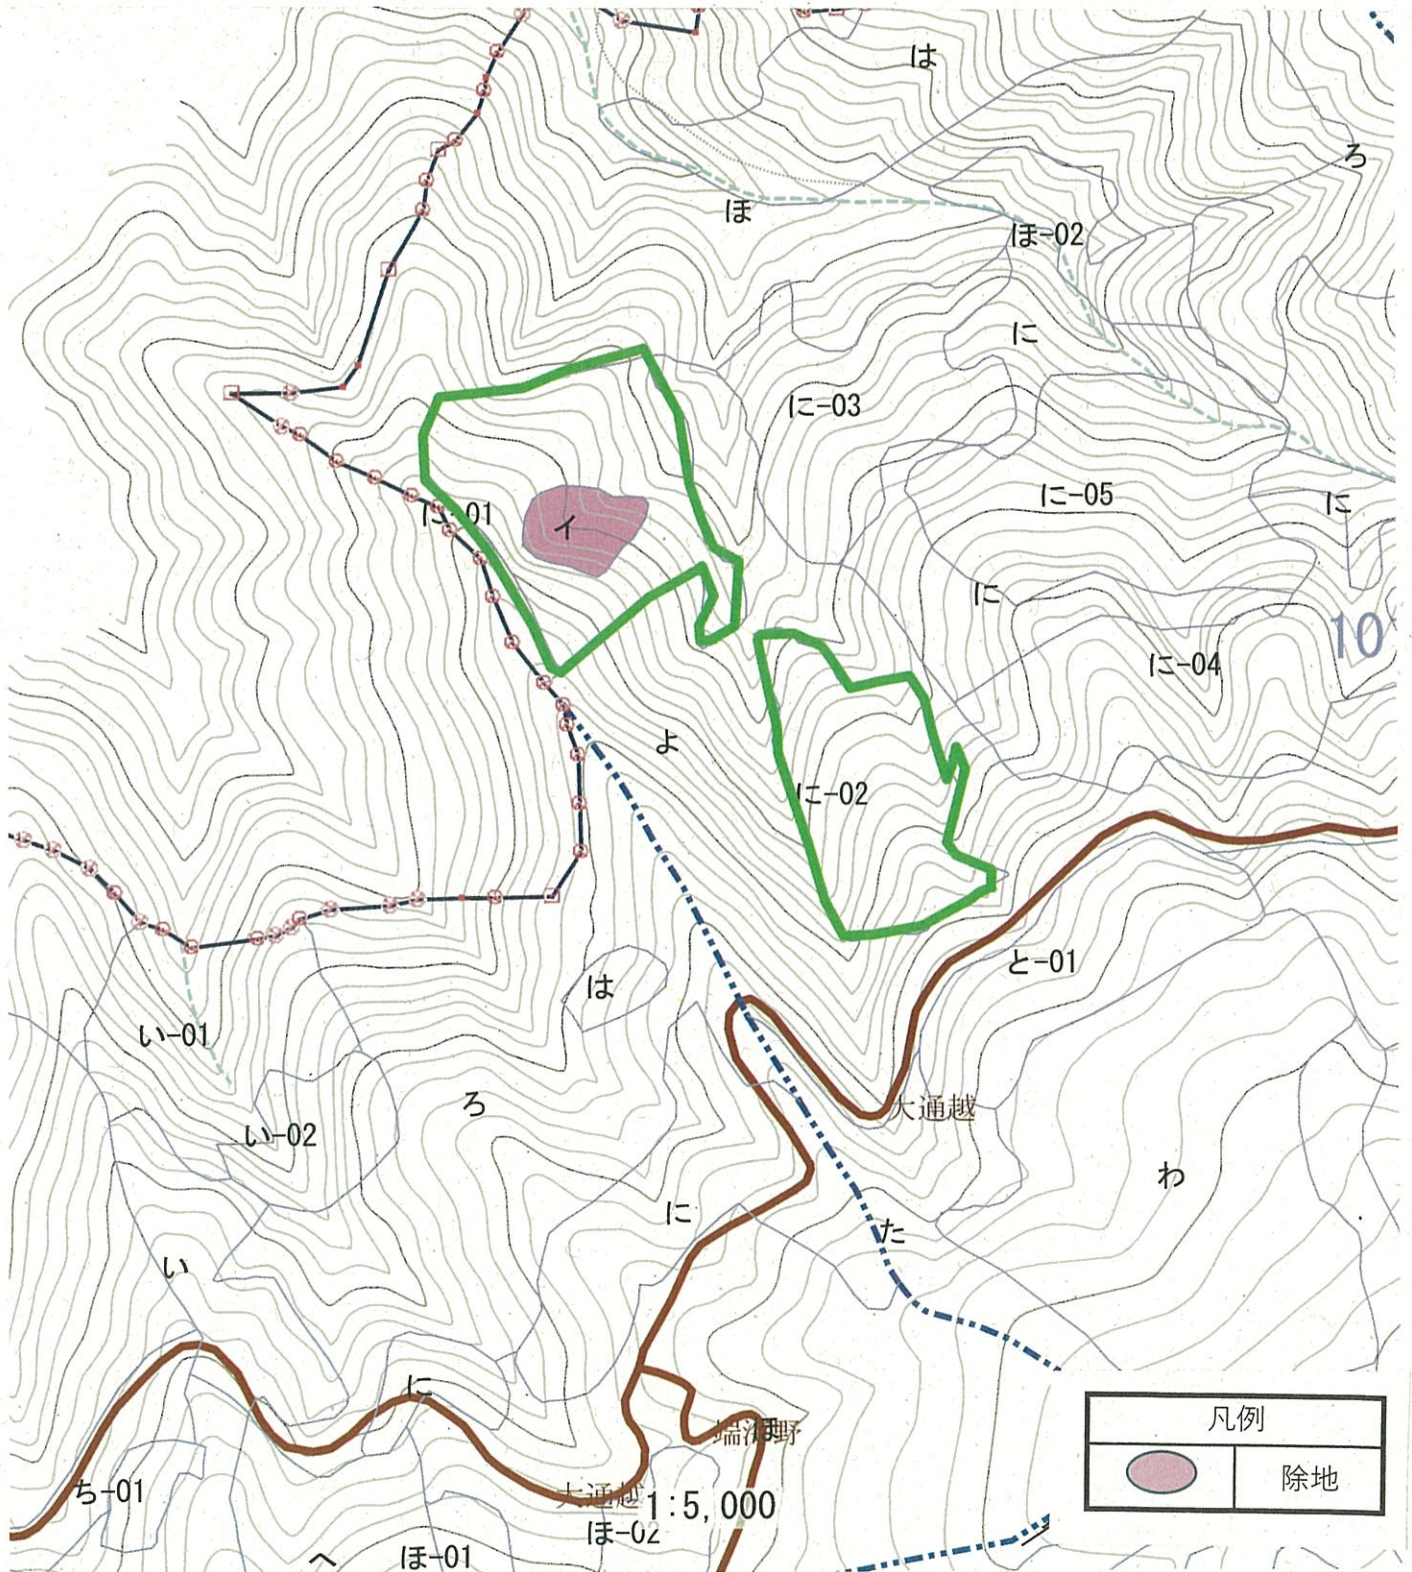 は
ろ
ほ
ほ-02
に
に-03
に-05
に
イ
に-01
に
10
に-04
よ
に-02
と-01
は
い-01
大通越
ろ
い-02
わ
に
た
い
に
凡例
除地
ち-01
大通越
1:5,000
ほ-02
ほ-01
へ